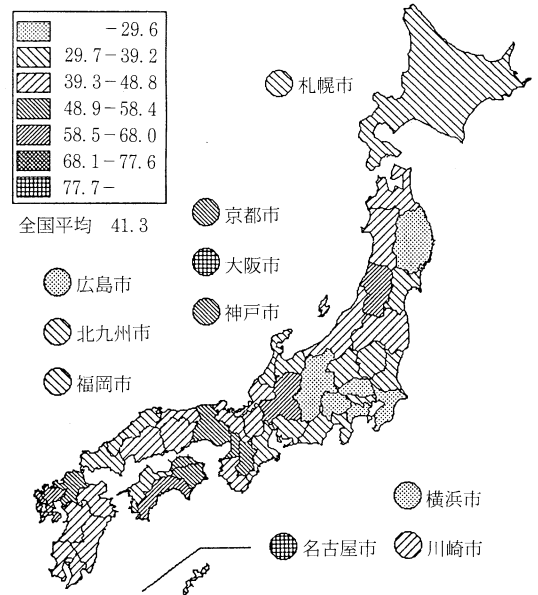 －29.6
29.7－39.2
39.3－48.8
48.9－58.4
58.5－68.0
68.1－77.6
77.7－
全国平均 41.3
札幌市
京都市
大阪市
神戸市
広島市
北九州市
福岡市
横浜市
名古屋市
川崎市